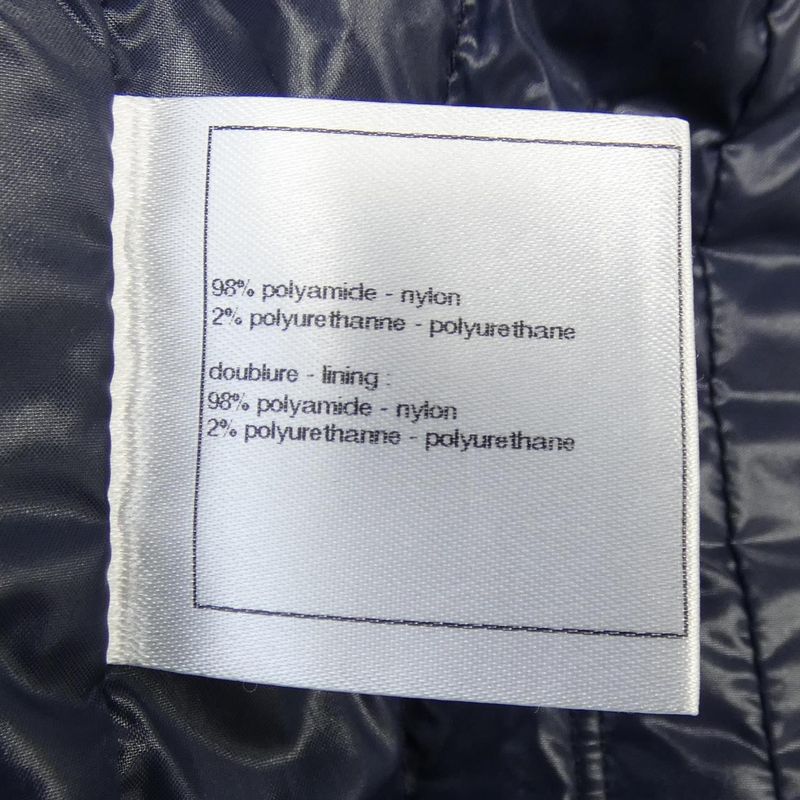 98% polyamide - nylon
2% polyurethanne - polyurethane
doublure - lining :
98% polyamide - nylon
2% polyurethanne - polyurethane